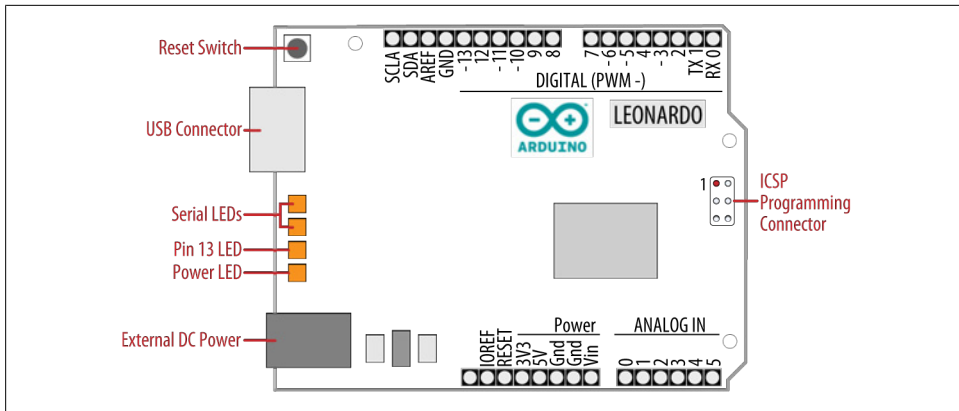 Reset Switch
USB Connector
Serial LEDs
Pin 13 LED
Power LED
External DC Power
SCLA
SDA
AREF
GND
- 13
12
- 11
- 10
9
8
7
- 6
- 5
4
- 3
2
TX 1
RX 0
DIGITAL (PWM -)
ARDUINO
LEONARDO
1
ICSP
Programming
Connector
Power
ANALOG IN
IOREF
RESET
3V3
5V
Gnd
Gnd
Vin
0
1
2
3
4
5